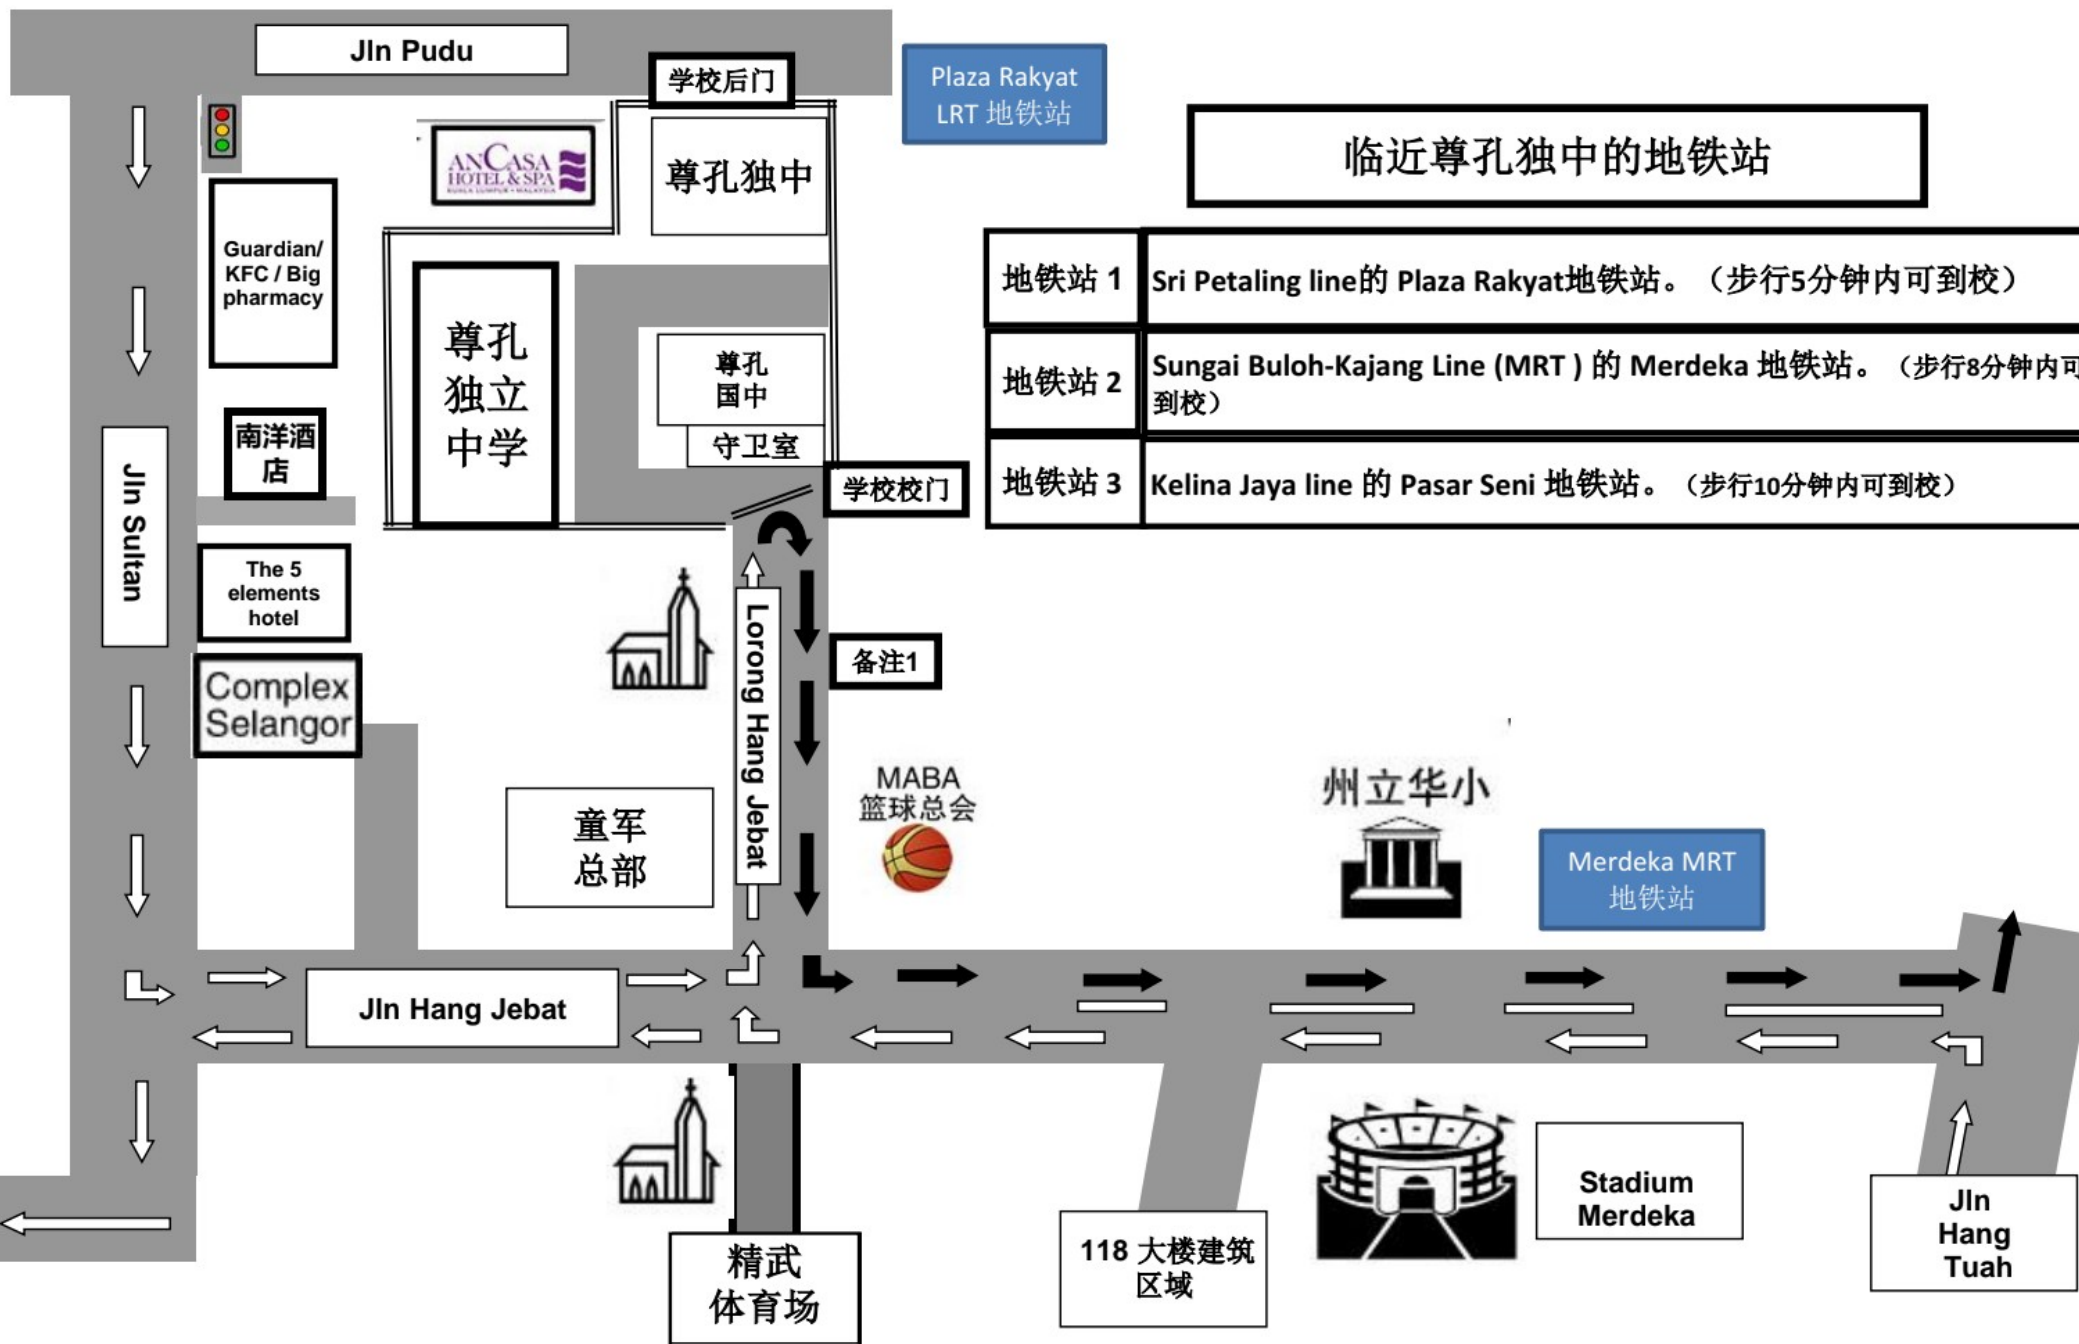 Jln Pudu
学校后门
Plaza Rakyat
LRT 地铁站
临近尊孔独中的地铁站
ANCASA
HOTEL & SPA
KUALA LUMPUR • MALAYSIA
尊孔独中
Guardian/
KFC / Big
pharmacy
地铁站 1
Sri Petaling line的 Plaza Rakyat地铁站。（步行5分钟内可到校）
地铁站 2
Sungai Buloh-Kajang Line (MRT ) 的 Merdeka 地铁站。（步行8分钟内可
到校）
地铁站 3
Kelina Jaya line 的 Pasar Seni 地铁站。（步行10分钟内可到校）
尊孔
独立
中学
尊孔
国中
守卫室
南洋酒
店
学校校门
Jln Sultan
The 5
elements
hotel
Complex
Selangor
Lorong Hang Jebat
备注1
MABA
篮球总会
州立华小
童军
总部
Merdeka MRT
地铁站
Jln Hang Jebat
精武
体育场
118 大楼建筑
区域
Stadium
Merdeka
Jln
Hang
Tuah